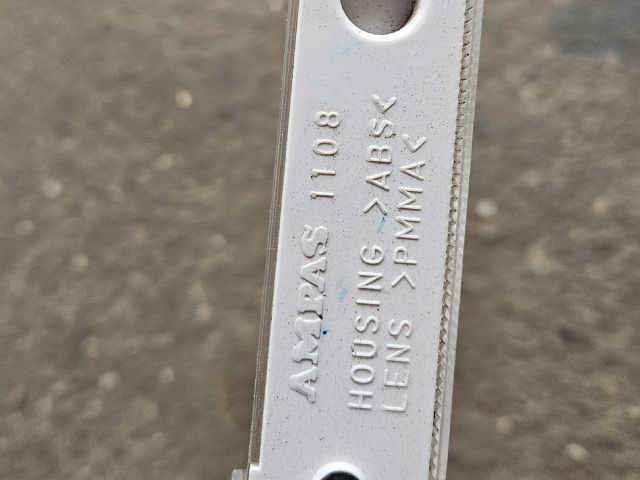 AMPAS 1108
HOUSING >ABS<
LENS >PMMA<